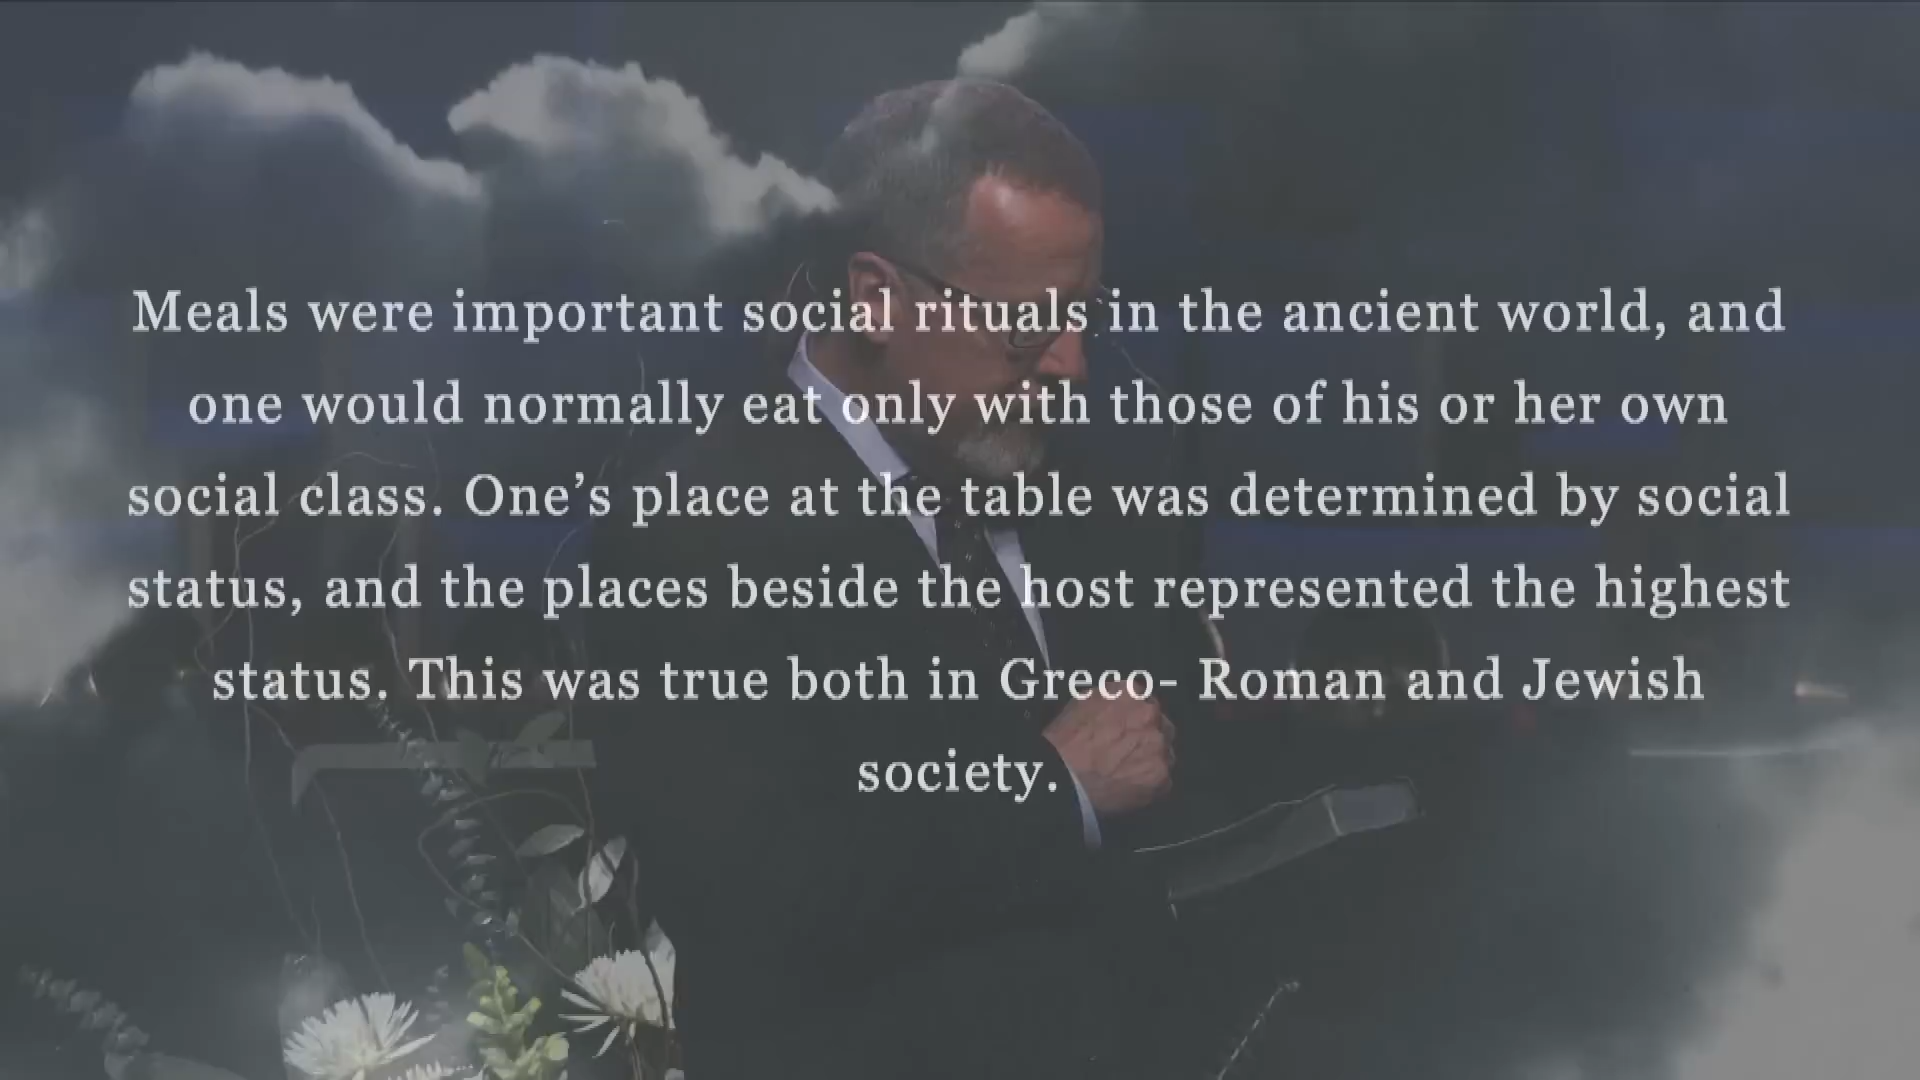 Meals were important social rituals in the ancient world, and
one would normally eat only with those of his or her own
social class. One’s place at the table was determined by social
status, and the places beside the host represented the highest
status. This was true both in Greco- Roman and Jewish
society.